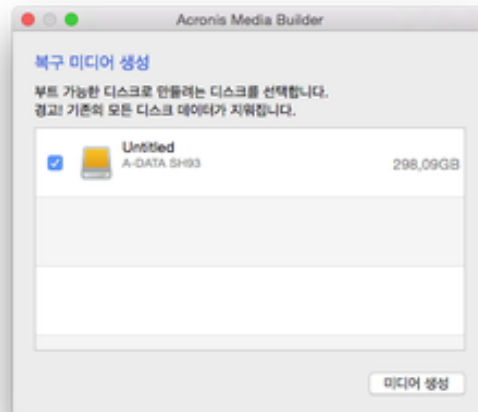 Acronis Media Builder
복구 미디어 생성
부트 가능한 디스크로 만들려는 디스크를 선택합니다.
경고! 기존의 모든 디스크 데이터가 지워집니다.
Untitled
A-DATA SH93
298,09GB
미디어 생성